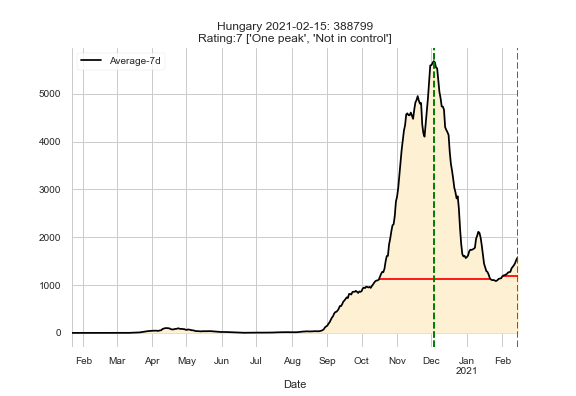 Hungary 2021-02-15: 388799
Rating:7 ['One peak', 'Not in control']
Average-7d
5000
4000
3000
2000
1000
0
Feb Mar Apr May Jun Jul Aug Sep Oct Nov Dec Jan Feb
2021
Date